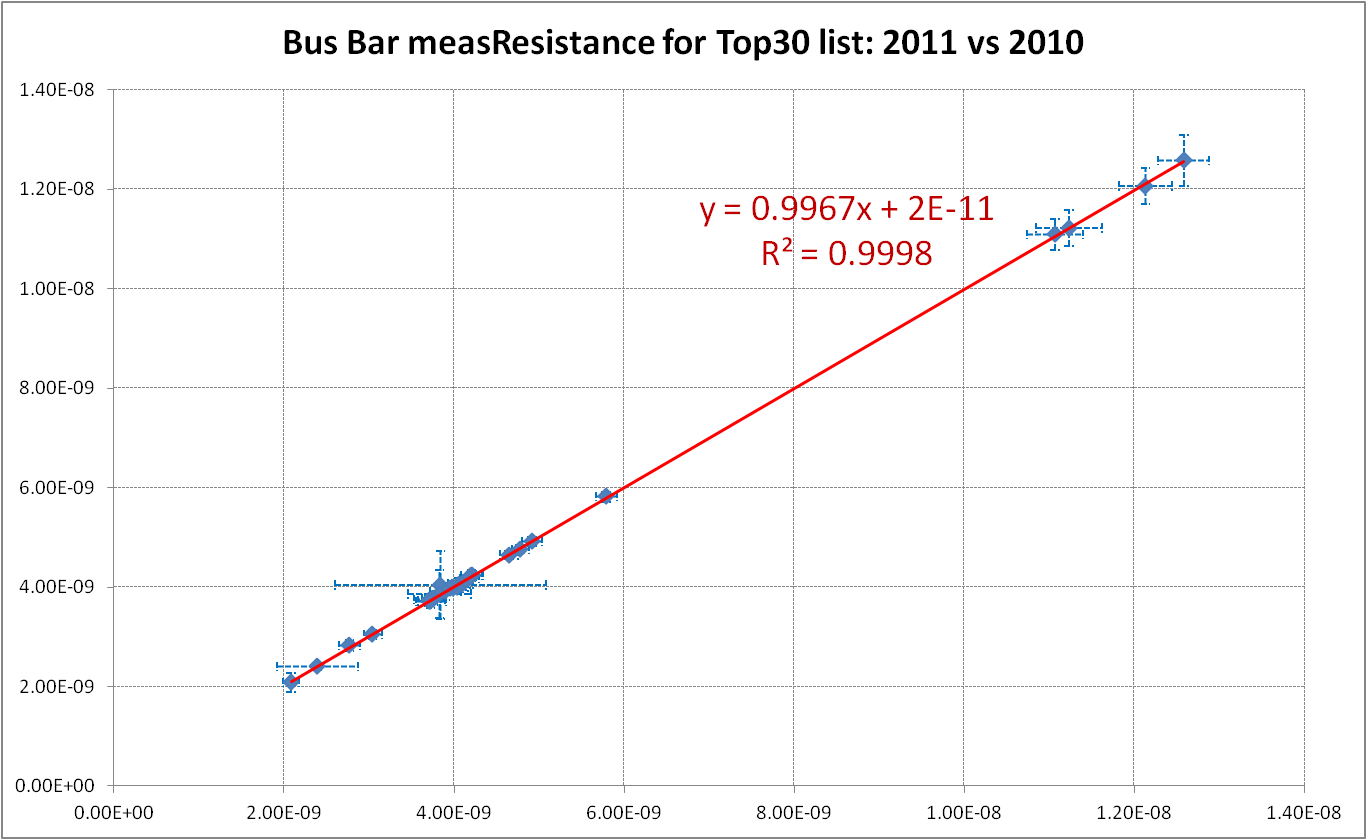 Bus Bar measResistance for Top30 list: 2011 vs 2010
1.40E-08
1.20E-08
1.00E-08
8.00E-09
6.00E-09
4.00E-09
2.00E-09
0.00E+00
y = 0.9967x + 2E-11
R² = 0.9998
0.00E+00 2.00E-09 4.00E-09 6.00E-09 8.00E-09 1.00E-08 1.20E-08 1.40E-08